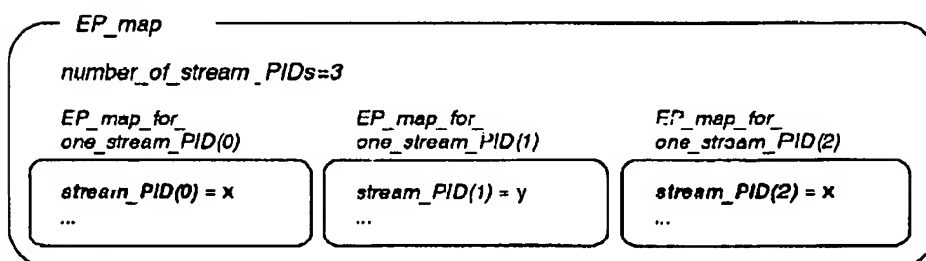 EP_map
number_of_stream_PIDs=3
EP_map_for_ EP_map_for_ EP_map_for_
one_stream_PID(0) one_stream_PID(1) one_stream_PID(2)
stream_PID(0) = x stream_PID(1) = y stream_PID(2) = x
... ... ...